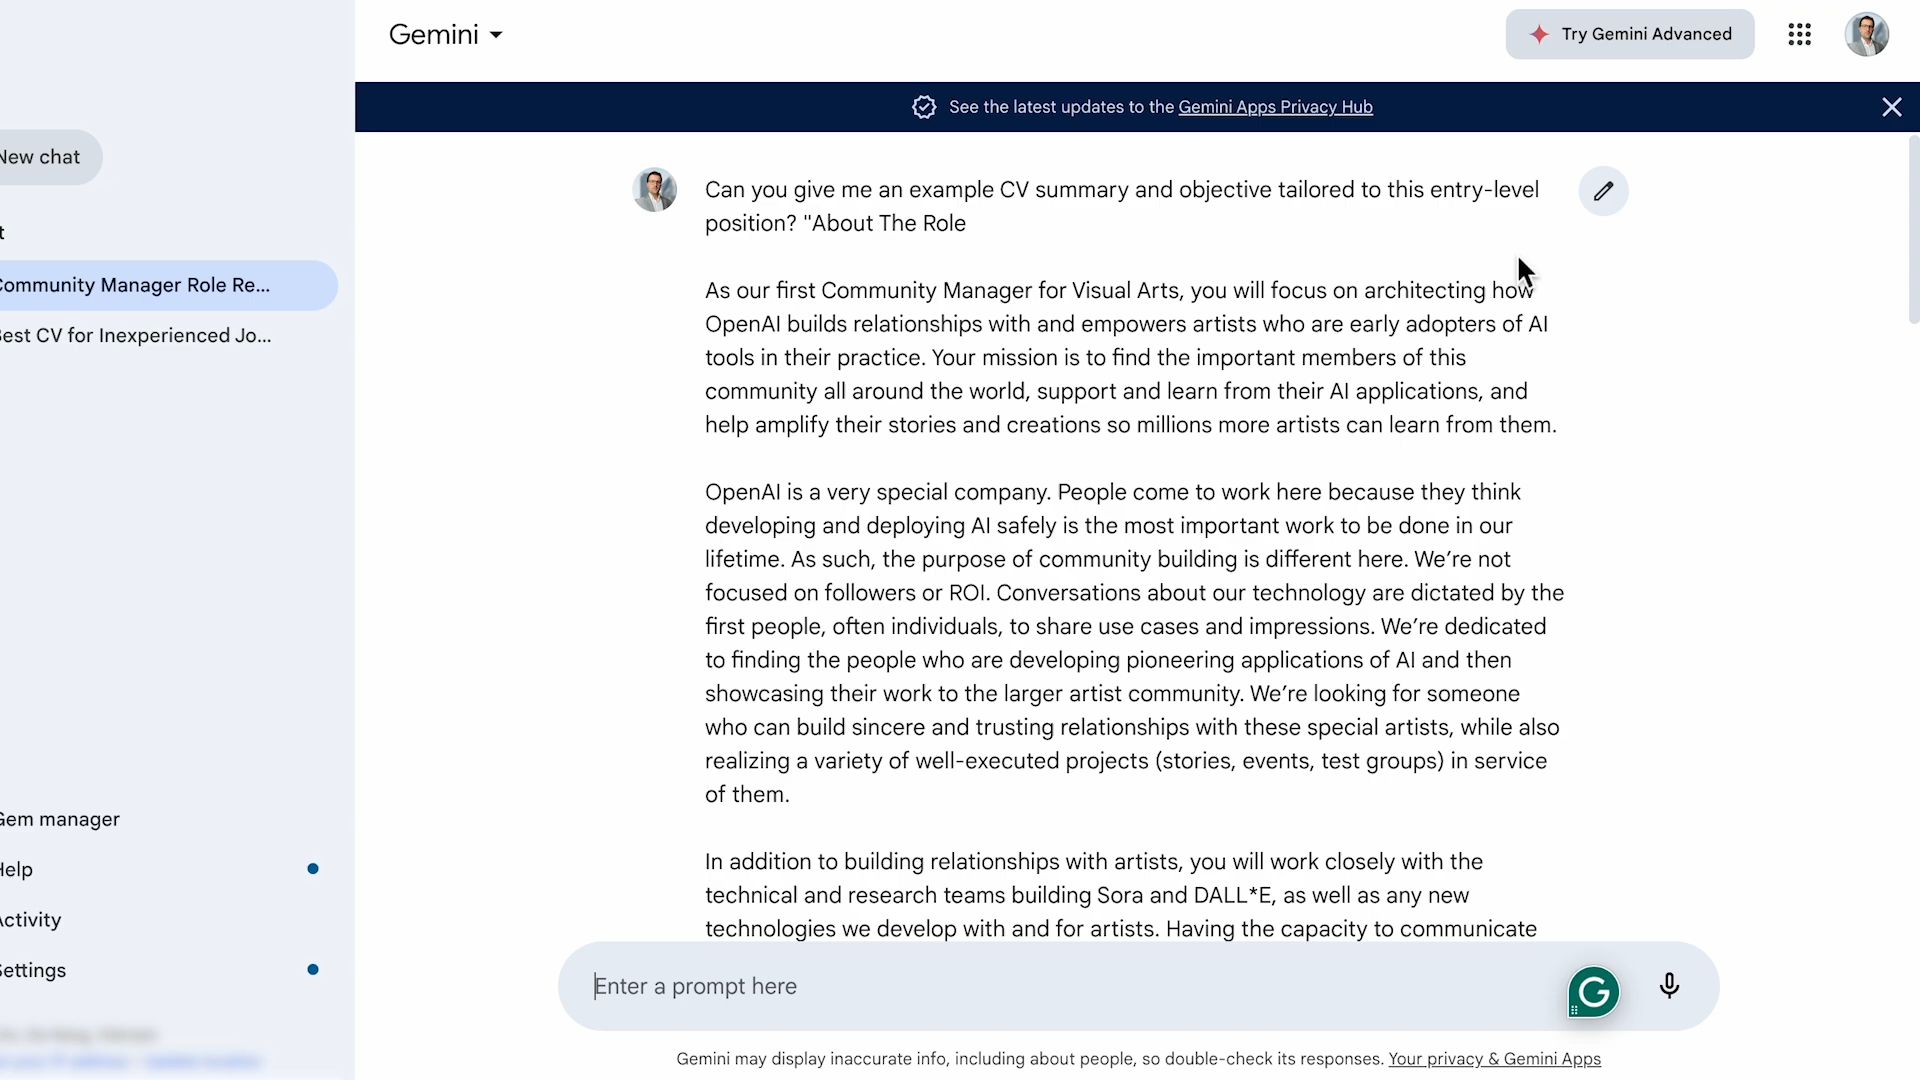 Gemini
Try Gemini Advanced
See the latest updates to the Gemini Apps Privacy Hub
New chat
t
Community Manager Role Re...
Best CV for Inexperienced Jo...
Gem manager
Help
Activity
Settings
Can you give me an example CV summary and objective tailored to this entry-level
position? "About The Role
As our first Community Manager for Visual Arts, you will focus on architecting how
OpenAI builds relationships with and empowers artists who are early adopters of AI
tools in their practice. Your mission is to find the important members of this
community all around the world, support and learn from their AI applications, and
help amplify their stories and creations so millions more artists can learn from them.
OpenAI is a very special company. People come to work here because they think
developing and deploying AI safely is the most important work to be done in our
lifetime. As such, the purpose of community building is different here. We’re not
focused on followers or ROI. Conversations about our technology are dictated by the
first people, often individuals, to share use cases and impressions. We’re dedicated
to finding the people who are developing pioneering applications of AI and then
showcasing their work to the larger artist community. We’re looking for someone
who can build sincere and trusting relationships with these special artists, while also
realizing a variety of well-executed projects (stories, events, test groups) in service
of them.
In addition to building relationships with artists, you will work closely with the
technical and research teams building Sora and DALL*E, as well as any new
technologies we develop with and for artists. Having the capacity to communicate
Enter a prompt here
Gemini may display inaccurate info, including about people, so double-check its responses. Your privacy & Gemini Apps